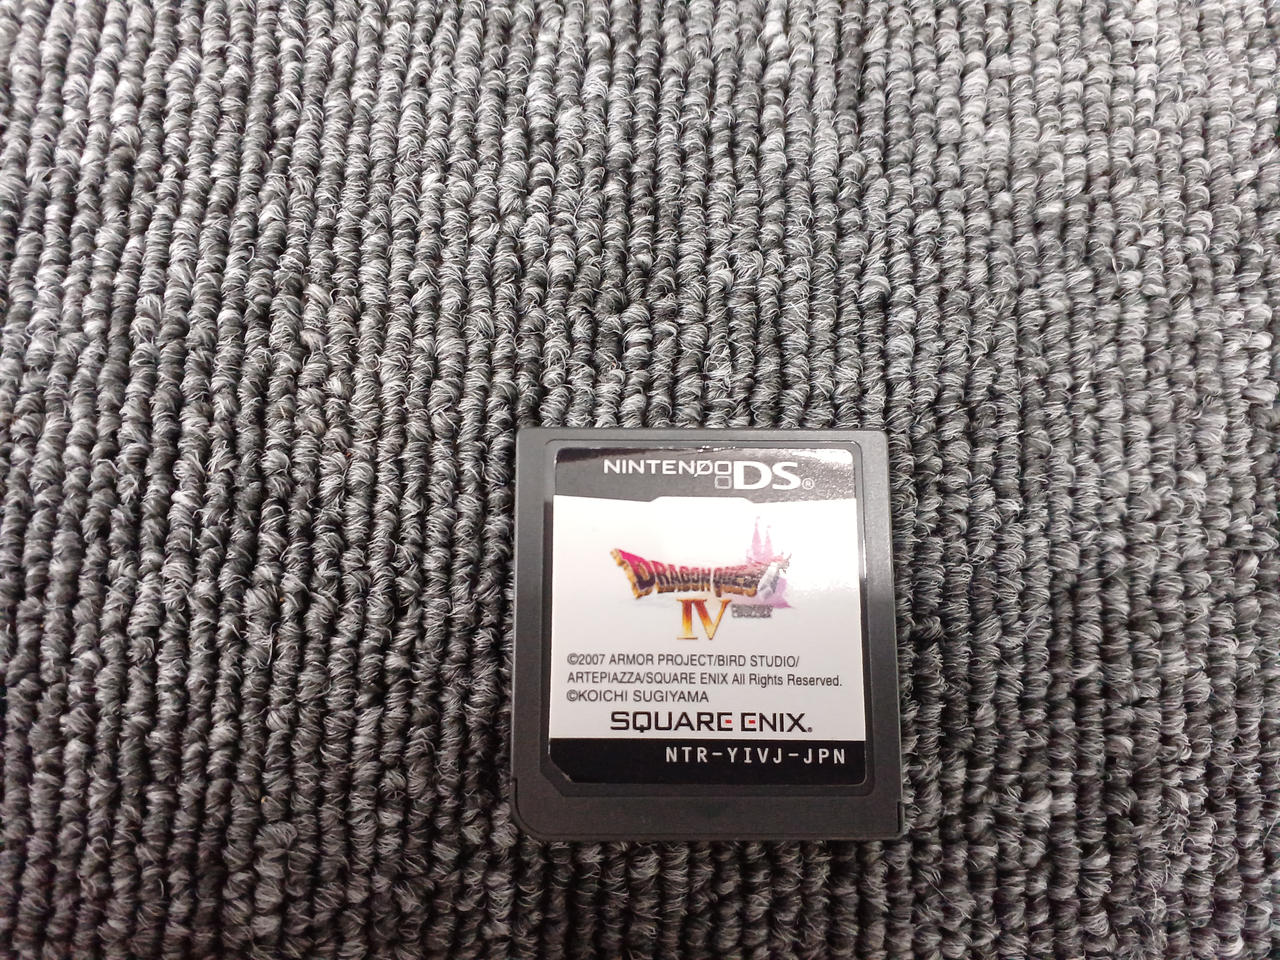 NINTENDO DS®
DRAGON QUEST
IV
©2007 ARMOR PROJECT/BIRD STUDIO/
ARTEPIAZZA/SQUARE ENIX All Rights Reserved.
©KOICHI SUGIYAMA
SQUARE ENIX®
NTR-YIVJ-JPN